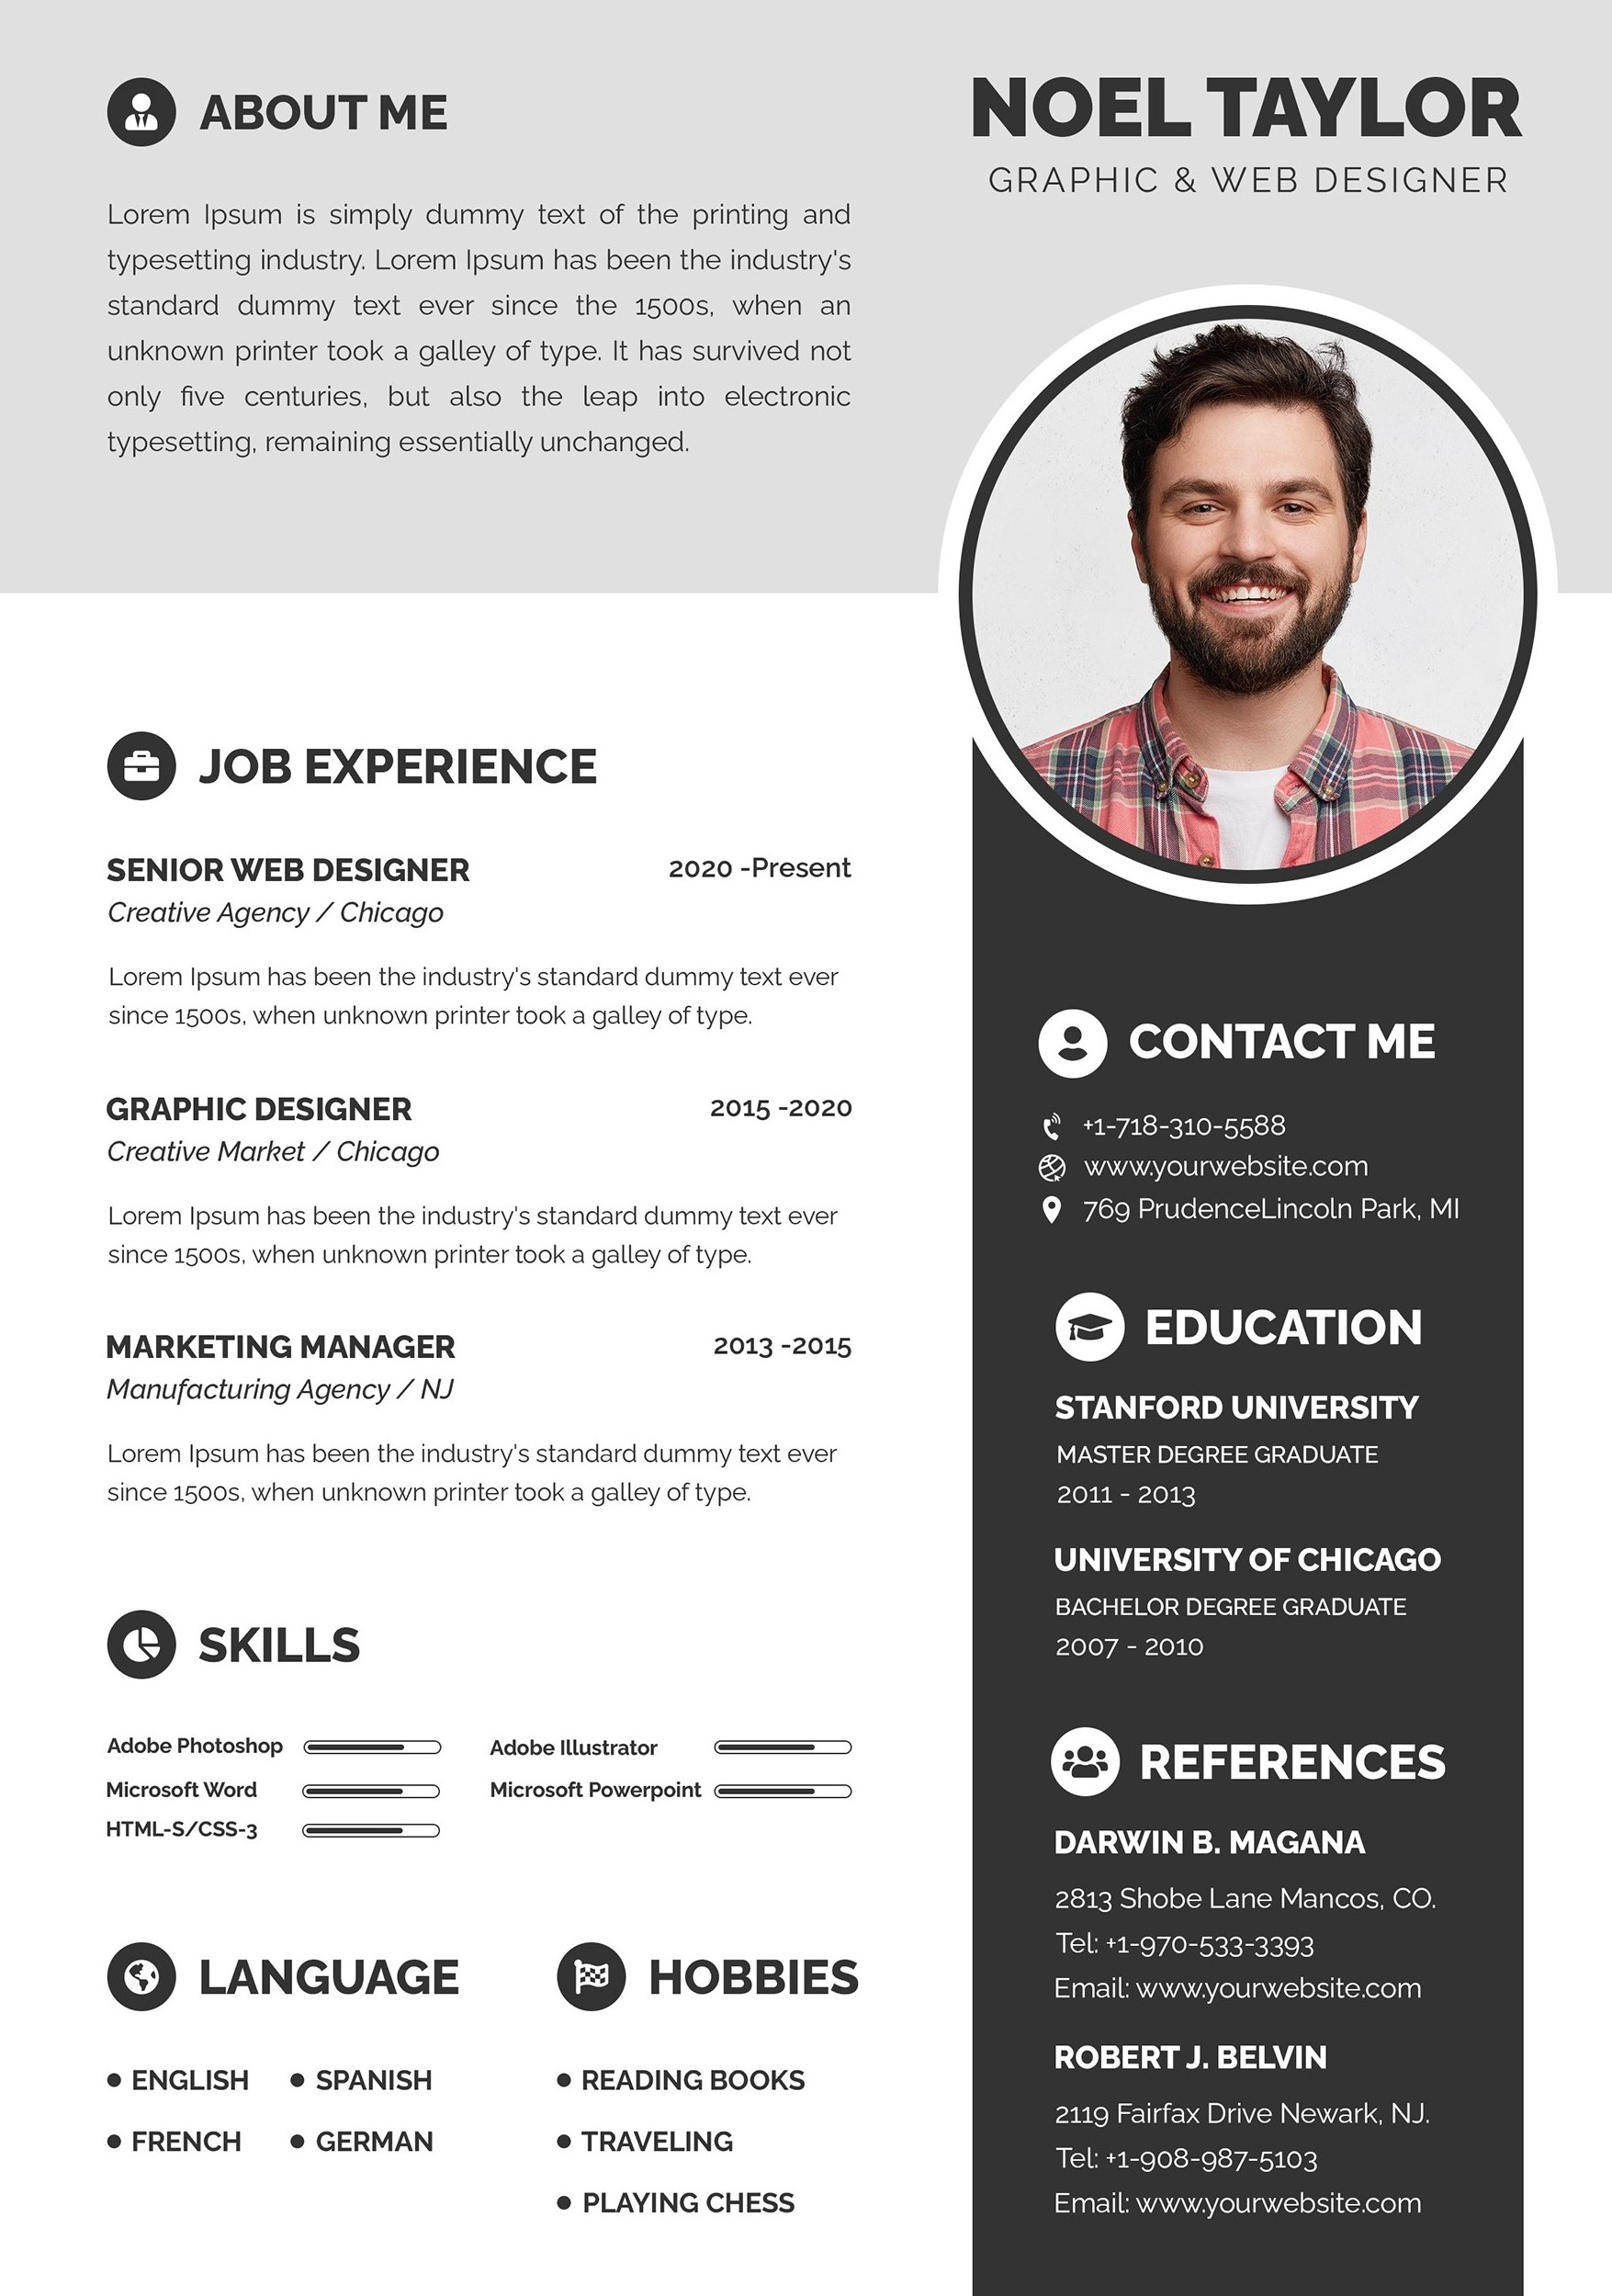 ABOUT ME
Lorem Ipsum is simply dummy text of the printing and
typesetting industry. Lorem Ipsum has been the industry's
standard dummy text ever since the 1500s, when an
unknown printer took a galley of type. It has survived not
only five centuries, but also the leap into electronic
typesetting, remaining essentially unchanged.
NOEL TAYLOR
GRAPHIC & WEB DESIGNER
JOB EXPERIENCE
SENIOR WEB DESIGNER 2020 -Present
Creative Agency / Chicago
Lorem Ipsum has been the industry's standard dummy text ever
since 1500s, when unknown printer took a galley of type.
GRAPHIC DESIGNER 2015 -2020
Creative Market / Chicago
Lorem Ipsum has been the industry's standard dummy text ever
since 1500s, when unknown printer took a galley of type.
MARKETING MANAGER 2013 -2015
Manufacturing Agency / NJ
Lorem Ipsum has been the industry's standard dummy text ever
since 1500s, when unknown printer took a galley of type.
SKILLS
Adobe Photoshop Adobe Illustrator
Microsoft Word Microsoft Powerpoint
HTML-S/CSS-3
LANGUAGE
• ENGLISH • SPANISH
• FRENCH • GERMAN
HOBBIES
• READING BOOKS
• TRAVELING
• PLAYING CHESS
CONTACT ME
+1-718-310-5588
www.yourwebsite.com
769 PrudenceLincoln Park, MI
EDUCATION
STANFORD UNIVERSITY
MASTER DEGREE GRADUATE
2011 - 2013
UNIVERSITY OF CHICAGO
BACHELOR DEGREE GRADUATE
2007 - 2010
REFERENCES
DARWIN B. MAGANA
2813 Shobe Lane Mancos, CO.
Tel: +1-970-533-3393
Email: www.yourwebsite.com
ROBERT J. BELVIN
2119 Fairfax Drive Newark, NJ.
Tel: +1-908-987-5103
Email: www.yourwebsite.com